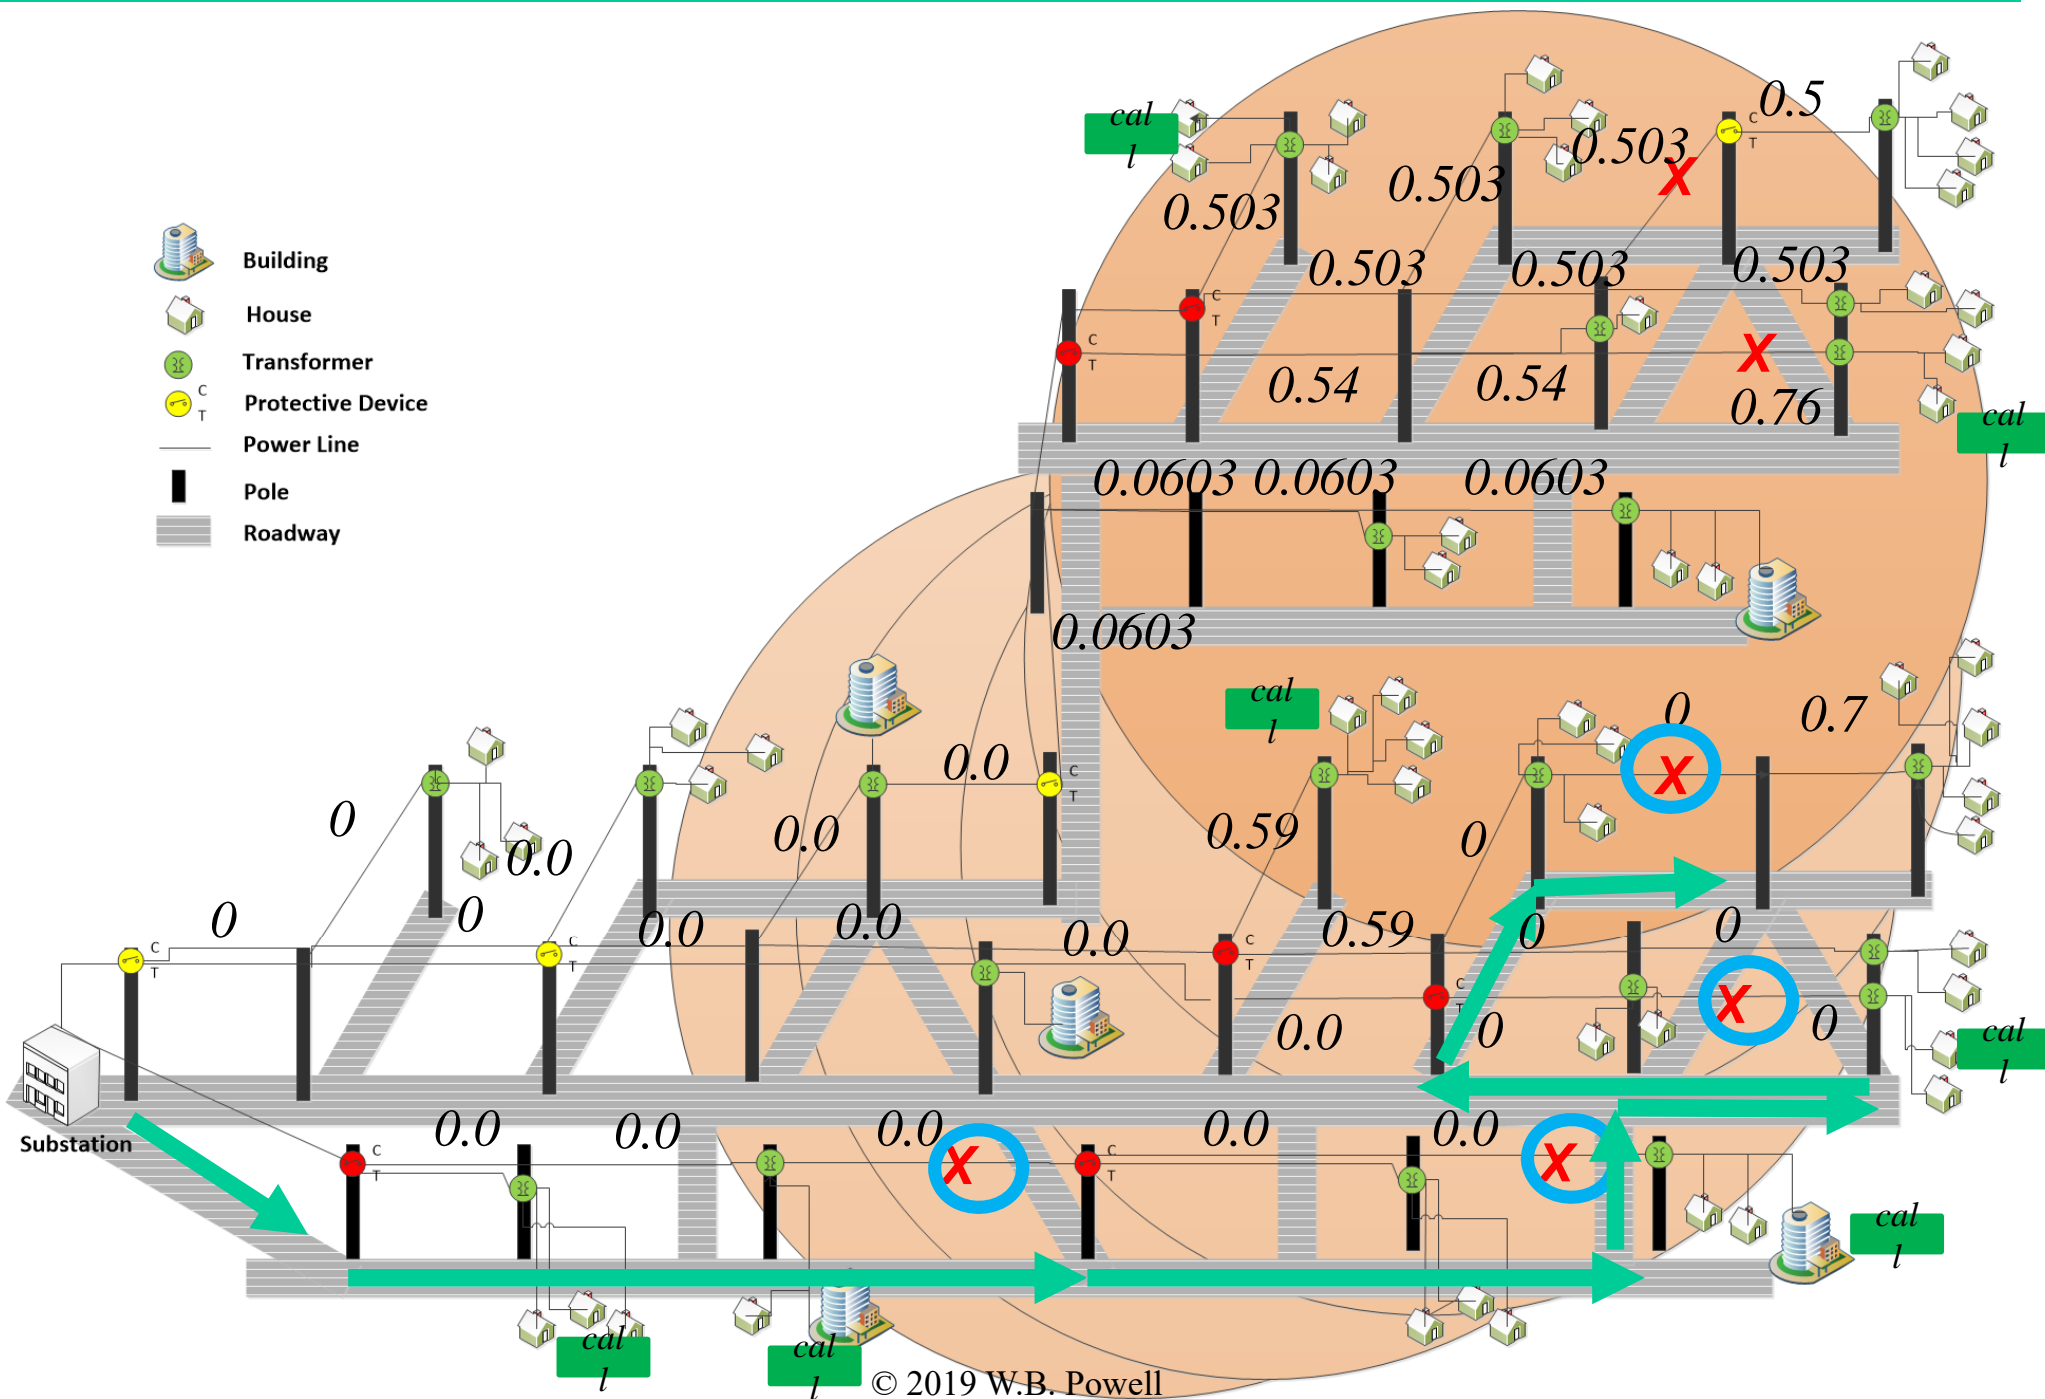 cal
l
0.5
C
T
0.503
0.503
0.503
0.503
0.503
0.503
C
T
C
T
0.54
0.54
0.76
cal
l
0.0603
0.0603
0.0603
0.0603
Building
House
Transformer
C
T
Protective Device
Power Line
Pole
Roadway
cal
l
0
0.7
0.0
C
T
0
0.0
0.0
0.59
0
0
0
0.0
0.0
0.0
0.59
0
0
C
T
C
T
C
T
C
T
0.0
0
0
cal
l
Substation
0.0
0.0
0.0
0.0
0.0
C
T
C
T
cal
l
cal
l
cal
l
© 2019 W.B. Powell
X
X
X
X
X
X